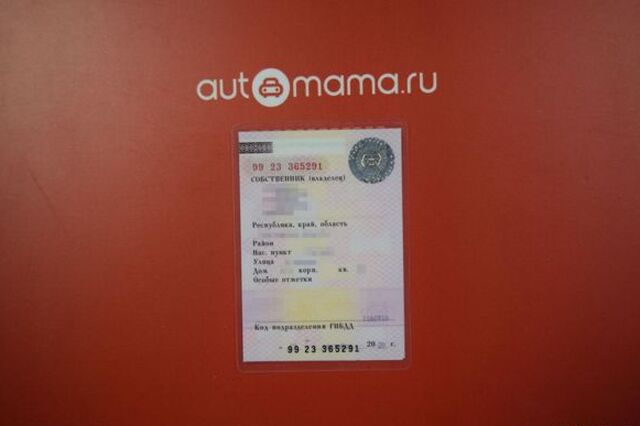 automama.ru
99 23 365291
СОБСТВЕННИК (владелец)
Республика, край, область
Район
Нас. пункт
Улица
Дом корп. кв.
Особые отметки
Код подразделения ГИБДД
99 23 365291 20 г.